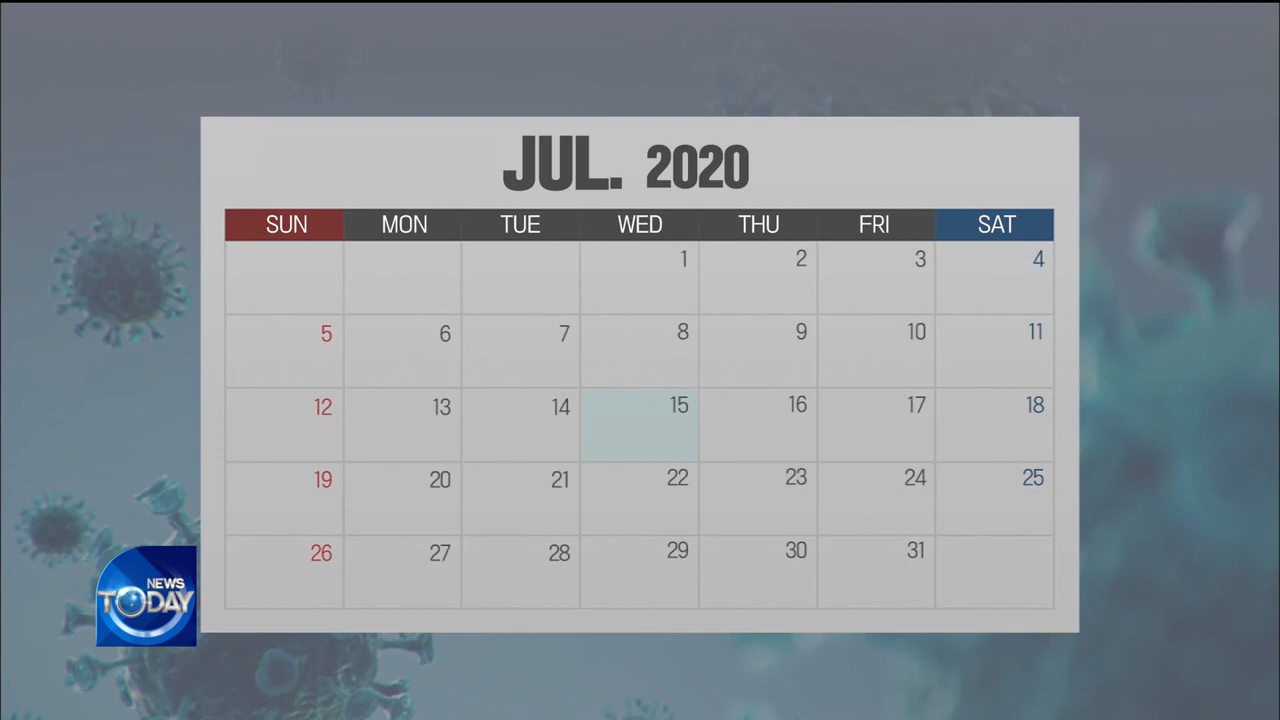 JUL. 2020
SUN MON TUE WED THU FRI SAT
1 2 3 4
5 6 7 8 9 10 11
12 13 14 15 16 17 18
19 20 21 22 23 24 25
26 27 28 29 30 31
NEWS
TODAY